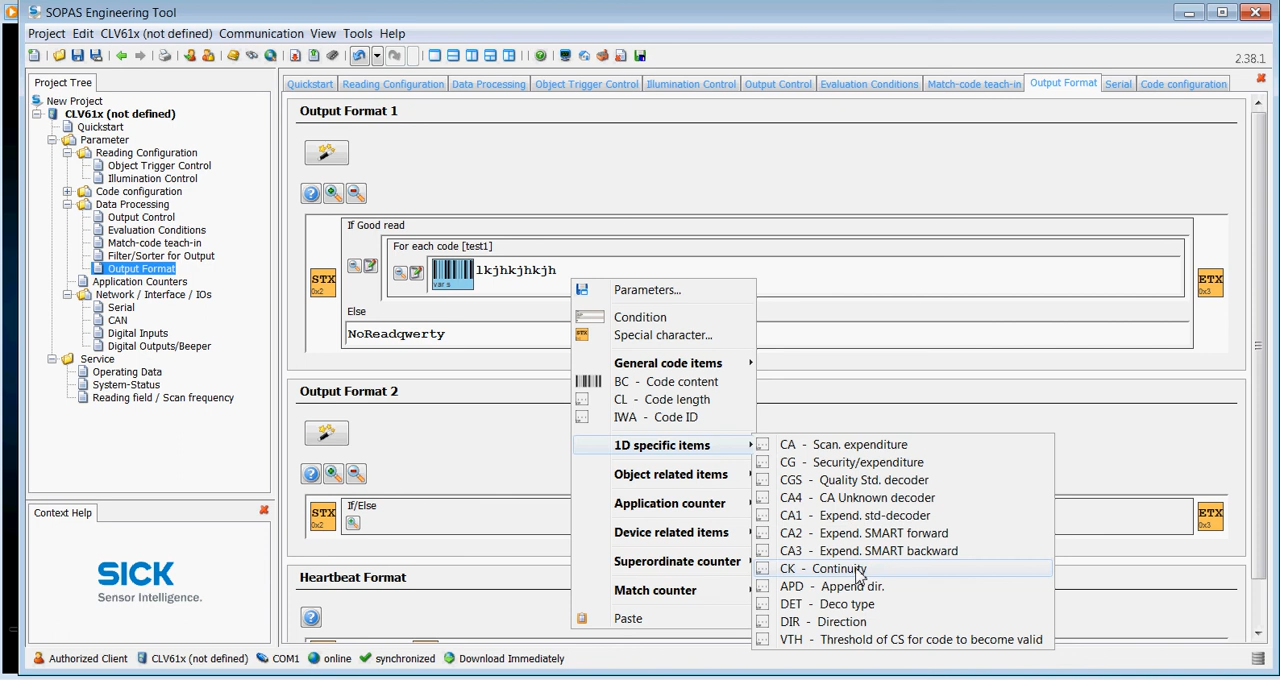 SOPAS Engineering Tool
Project Edit CLV61x (not defined) Communication View Tools Help
2.38.1
Project Tree
New Project
CLV61x (not defined)
Quickstart
Parameter
Reading Configuration
Object Trigger Control
Illumination Control
Code configuration
Data Processing
Output Control
Evaluation Conditions
Match-code teach-in
Filter/Sorter for Output
Output Format
Application Counters
Network / Interface / IOs
Serial
CAN
Digital Inputs
Digital Outputs/Beeper
Service
Operating Data
System-Status
Reading field / Scan frequency
Context Help
SICK
Sensor Intelligence.
Quickstart Reading Configuration Data Processing Object Trigger Control Illumination Control Output Control Evaluation Conditions Match-code teach-in Output Format Serial Code configuration
Output Format 1
If Good read
For each code [test1]
STX
0x2
var s
lkjhkjhkjh
ETX
0x3
Else
NoReadqwerty
Output Format 2
If/Else
STX
0x2
ETX
0x3
Heartbeat Format
Parameters...
Condition
Special character...
General code items
BC - Code content
CL - Code length
IWA - Code ID
1D specific items
Object related items
Application counter
Device related items
Superordinate counter
Match counter
Paste
CA - Scan. expenditure
CG - Security/expenditure
CGS - Quality Std. decoder
CA4 - CA Unknown decoder
CA1 - Expend. std-decoder
CA2 - Expend. SMART forward
CA3 - Expend. SMART backward
CK - Continuity
APD - Append dir.
DET - Deco type
DIR - Direction
VTH - Threshold of CS for code to become valid
Authorized Client CLV61x (not defined) COM1 online synchronized Download Immediately